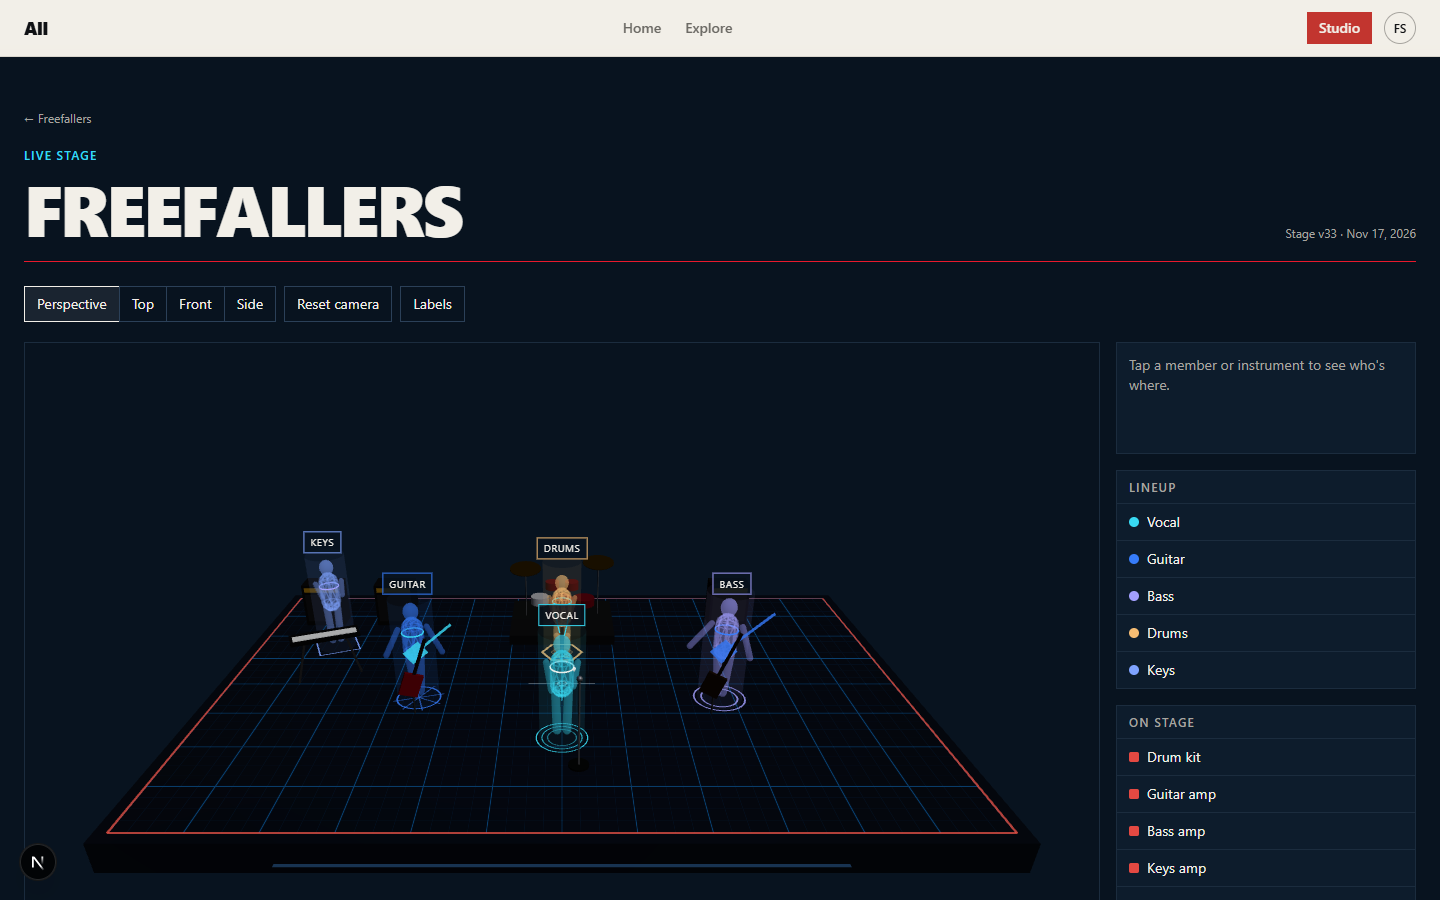 All
Home
Explore
Studio
FS
← Freefallers
LIVE STAGE
FREEFALLERS
Stage v33 · Nov 17, 2026
Perspective
Top
Front
Side
Reset camera
Labels
Tap a member or instrument to see who's
where.
KEYS
DRUMS
GUITAR
BASS
VOCAL
LINEUP
Vocal
Guitar
Bass
Drums
Keys
ON STAGE
Drum kit
Guitar amp
Bass amp
Keys amp
N